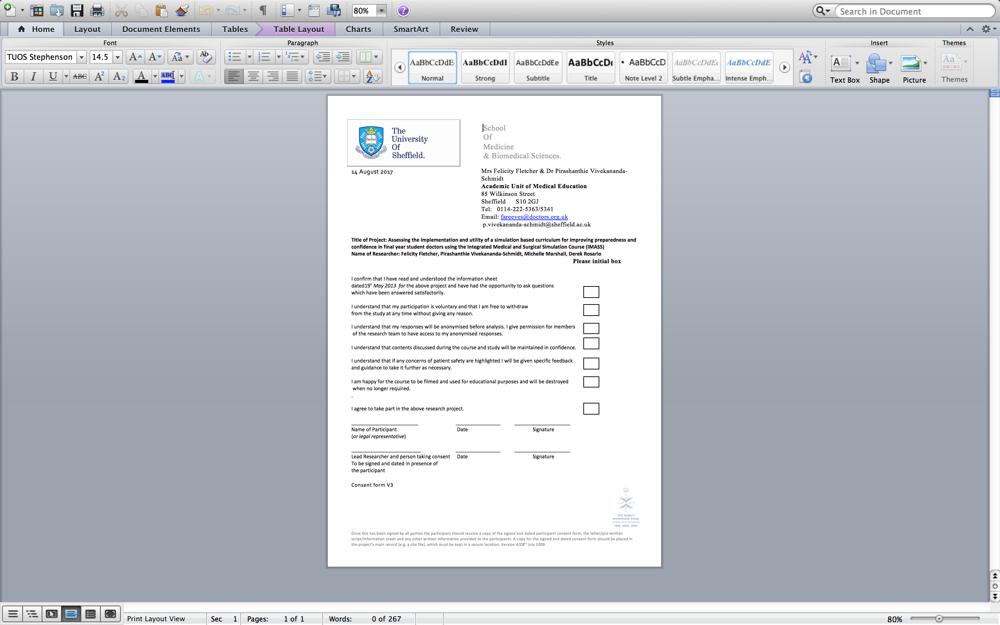 80%
Search in Document
Home
Layout
Document Elements
Tables
Table Layout
Charts
SmartArt
Review
Font
Paragraph
Styles
Insert
Themes
TUOS Stephenson
14.5
AaBbCcDdE
Normal
AaBbCcDdE
Strong
AaBbCcDdEe
Subtitle
AaBbCcDd
Title
• AaBbCcD
Note Level 2
AaBbCcDdEe
Subtle Empha...
AaBbCcDdE
Intense Emph...
Text Box
Shape
Picture
Themes
The
University
Of
Sheffield.
School
Of
Medicine
& Biomedical Sciences.
14 August 2017
Mrs Felicity Fletcher & Dr Pirashanthie Vivekananda-
Schmidt
Academic Unit of Medical Education
85 Wilkinson Street
Sheffield S10 2GJ
Tel: 0114-222-5363/5341
Email: fareeves@doctors.org.uk
p.vivekananda-schmidt@sheffield.ac.uk
Title of Project: Assessing the implementation and utility of a simulation based curriculum for improving preparedness and
confidence in final year student doctors using the Integrated Medical and Surgical Simulation Course (IMASS)
Name of Researcher: Felicity Fletcher, Pirashanthie Vivekananda-Schmidt, Michelle Marshall, Derek Rosario
Please initial box
I confirm that I have read and understood the information sheet
dated19h May 2013 for the above project and have had the opportunity to ask questions
which have been answered satisfactorily.
I understand that my participation is voluntary and that I am free to withdraw
from the study at any time without giving any reason.
I understand that my responses will be anonymised before analysis. I give permission for members
of the research team to have access to my anonymised responses.
I understand that contents discussed during the course and study will be maintained in confidence.
I understand that if any concerns of patient safety are highlighted I will be given specific feedback
and guidance to take it further as necessary.
I am happy for the course to be filmed and used for educational purposes and will be destroyed
when no longer required.
.
I agree to take part in the above research project.
Name of Participant Date Signature
(or legal representative)
Lead Researcher and person taking consent Date Signature
To be signed and dated in presence of
the participant
Consent form V3
The Queen's
Anniversary Prizes
For Higher and Further Education
1998 2000 2002
Once this has been signed by all parties the participant should receive a copy of the signed and dated participant consent form, the letter/pre-written
script/information sheet and any other written information provided to the participants. A copy for the signed and dated consent form should be placed in
the project's main record (e.g. a site file), which must be kept in a secure location. Version 4/08th July 2009
Print Layout View
Sec 1
Pages: 1 of 1
Words: 0 of 267
80%